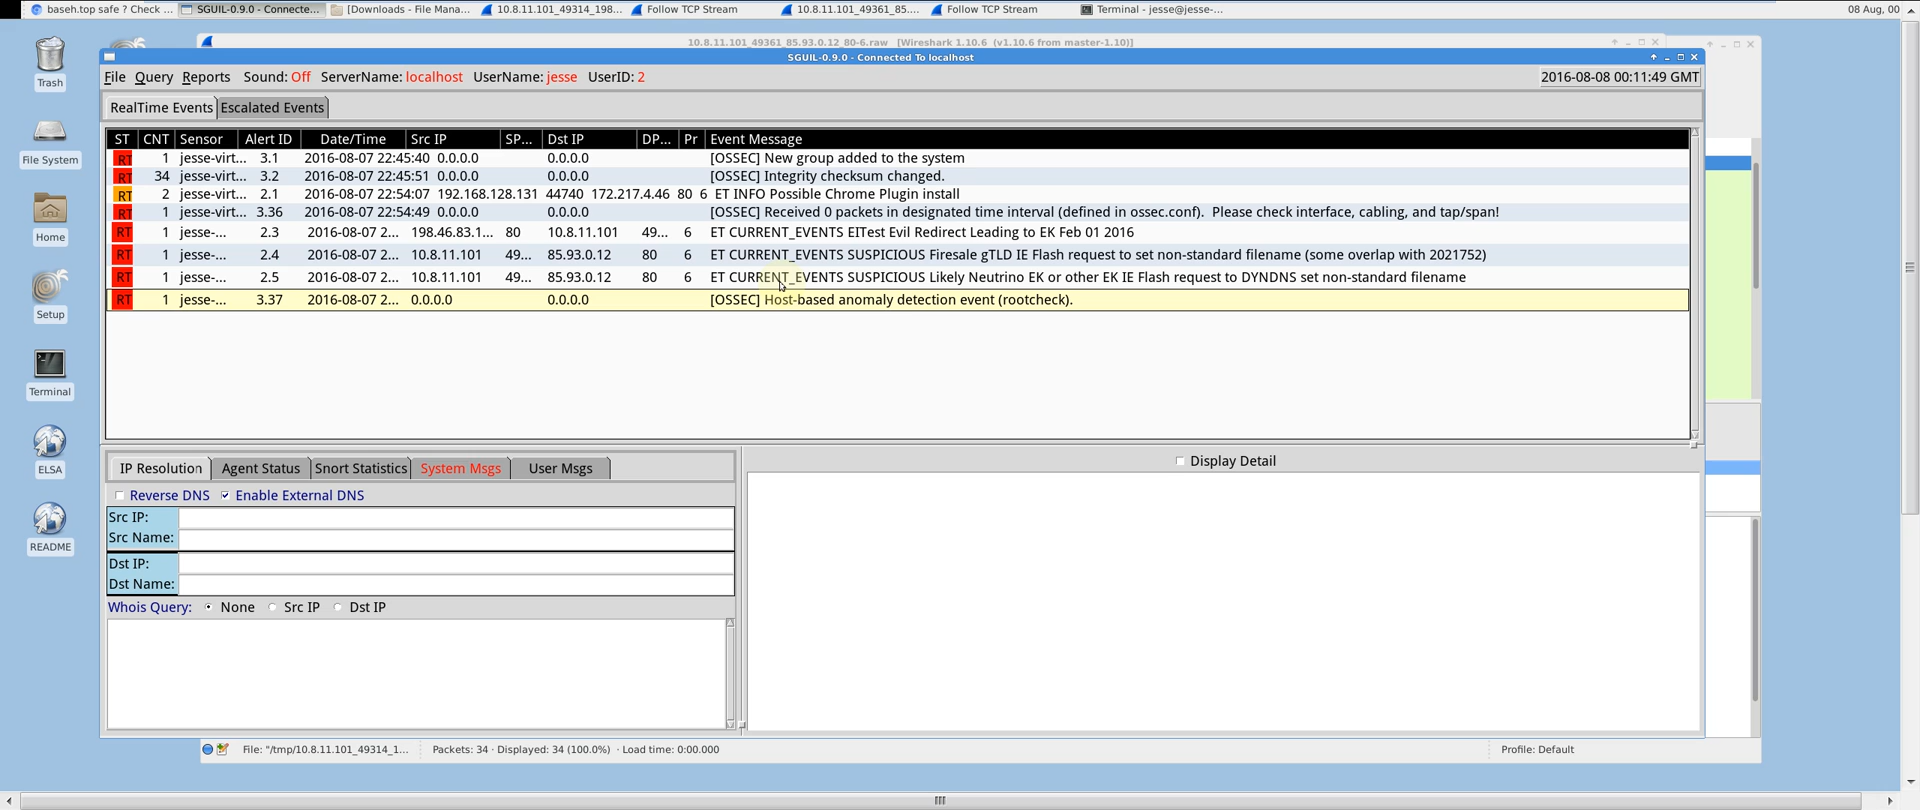 baseh.top safe ? Check ... SGUIL-0.9.0 - Connecte... [Downloads - File Mana... 10.8.11.101_49314_198... Follow TCP Stream 10.8.11.101_49361_85.... Follow TCP Stream Terminal - jesse@jesse-... 08 Aug, 00
10.8.11.101_49361_85.93.0.12_80-6.raw [Wireshark 1.10.6 (v1.10.6 from master-1.10)]
SGUIL-0.9.0 - Connected To localhost
File Query Reports Sound: Off ServerName: localhost UserName: jesse UserID: 2 2016-08-08 00:11:49 GMT
RealTime Events Escalated Events
ST CNT Sensor Alert ID Date/Time Src IP SP... Dst IP DP... Pr Event Message
RT 1 jesse-virt... 3.1 2016-08-07 22:45:40 0.0.0.0 0.0.0.0 [OSSEC] New group added to the system
RT 34 jesse-virt... 3.2 2016-08-07 22:45:51 0.0.0.0 0.0.0.0 [OSSEC] Integrity checksum changed.
RT 2 jesse-virt... 2.1 2016-08-07 22:54:07 192.168.128.131 44740 172.217.4.46 80 6 ET INFO Possible Chrome Plugin install
RT 1 jesse-virt... 3.36 2016-08-07 22:54:49 0.0.0.0 0.0.0.0 [OSSEC] Received 0 packets in designated time interval (defined in ossec.conf). Please check interface, cabling, and tap/span!
RT 1 jesse-... 2.3 2016-08-07 2... 198.46.83.1... 80 10.8.11.101 49... 6 ET CURRENT_EVENTS EITest Evil Redirect Leading to EK Feb 01 2016
RT 1 jesse-... 2.4 2016-08-07 2... 10.8.11.101 49... 85.93.0.12 80 6 ET CURRENT_EVENTS SUSPICIOUS Firesale gTLD IE Flash request to set non-standard filename (some overlap with 2021752)
RT 1 jesse-... 2.5 2016-08-07 2... 10.8.11.101 49... 85.93.0.12 80 6 ET CURRENT_EVENTS SUSPICIOUS Likely Neutrino EK or other EK IE Flash request to DYNDNS set non-standard filename
RT 1 jesse-... 3.37 2016-08-07 2... 0.0.0.0 0.0.0.0 [OSSEC] Host-based anomaly detection event (rootcheck).
Trash
File System
Home
Setup
Terminal
ELSA
README
IP Resolution Agent Status Snort Statistics System Msgs User Msgs
Display Detail
Reverse DNS Enable External DNS
Src IP:
Src Name:
Dst IP:
Dst Name:
Whois Query: None Src IP Dst IP
File: "/tmp/10.8.11.101_49314_1... Packets: 34 · Displayed: 34 (100.0%) · Load time: 0:00.000 Profile: Default